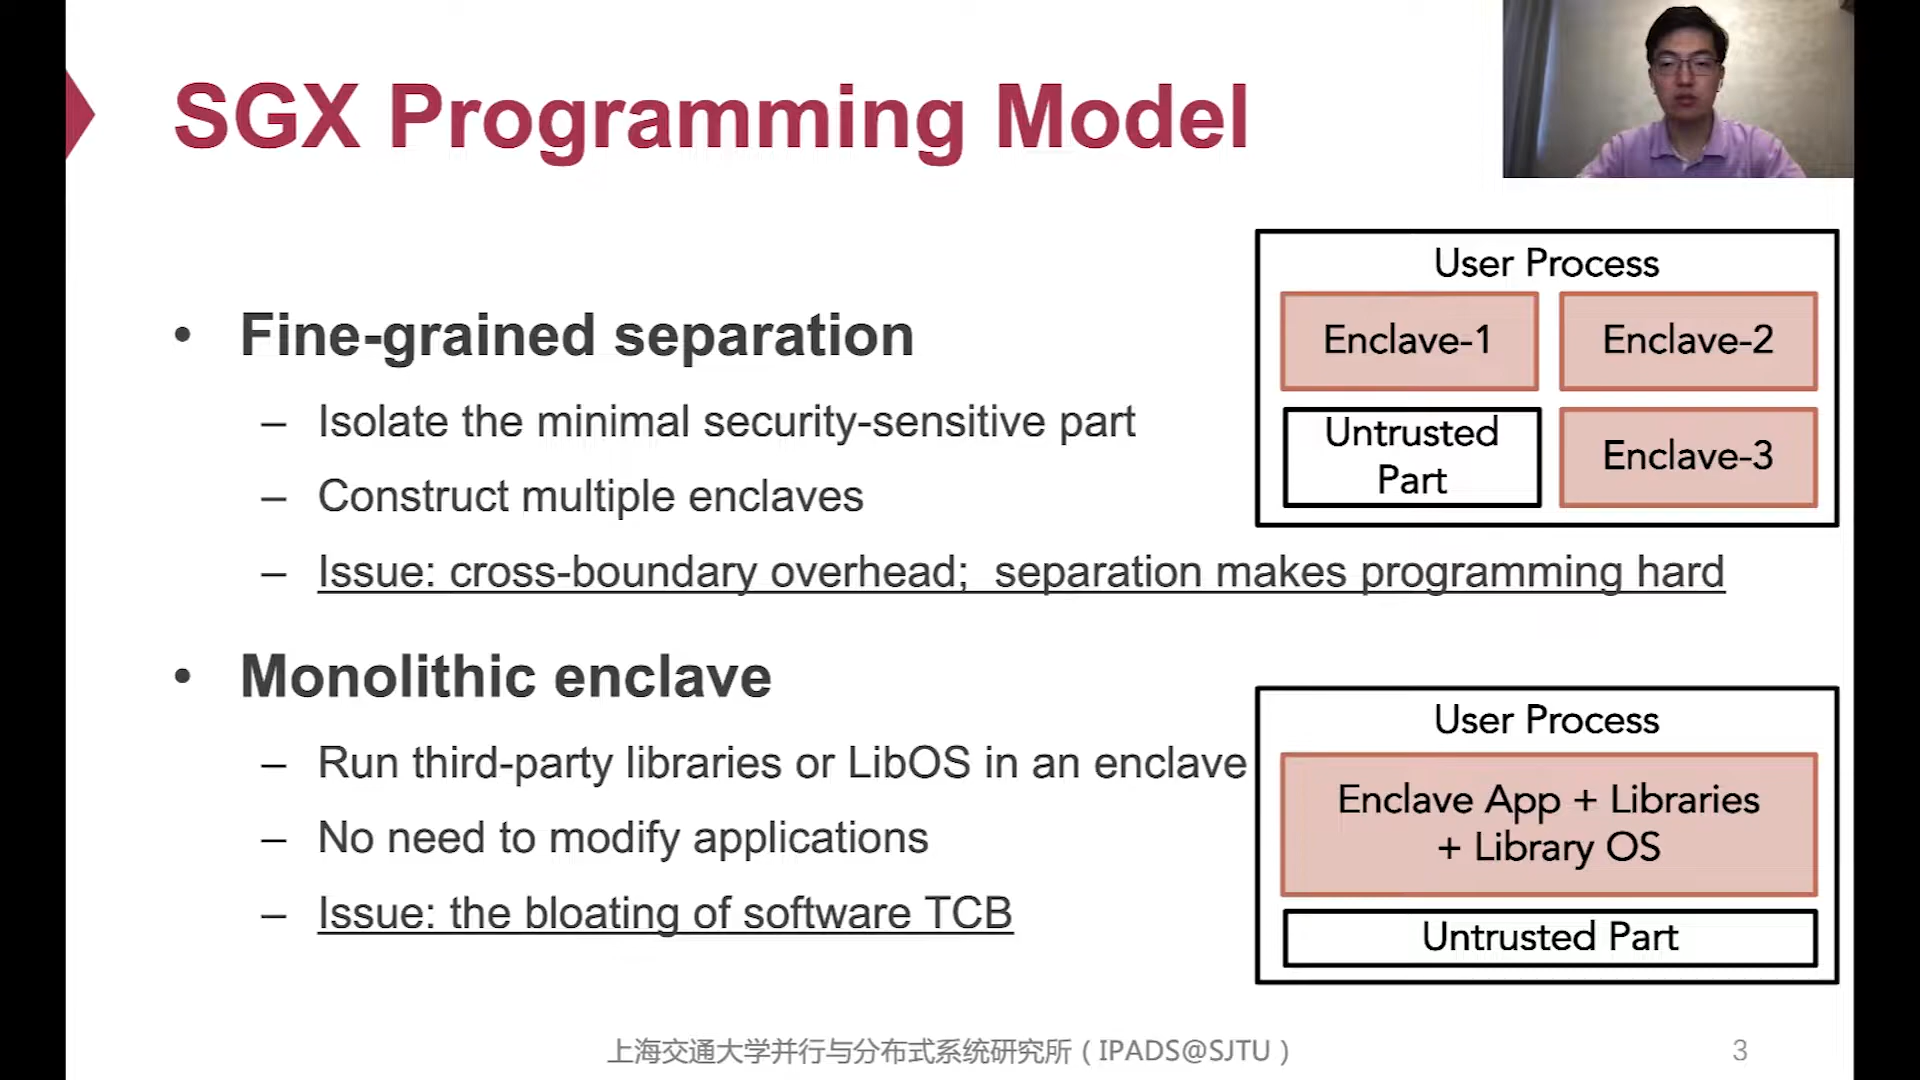 SGX Programming Model
• Fine-grained separation
– Isolate the minimal security-sensitive part
– Construct multiple enclaves
– Issue: cross-boundary overhead; separation makes programming hard
User Process
Enclave-1
Enclave-2
Untrusted
Part
Enclave-3
• Monolithic enclave
– Run third-party libraries or LibOS in an enclave
– No need to modify applications
– Issue: the bloating of software TCB
User Process
Enclave App + Libraries
+ Library OS
Untrusted Part
上海交通大学并行与分布式系统研究所（IPADS@SJTU）
3